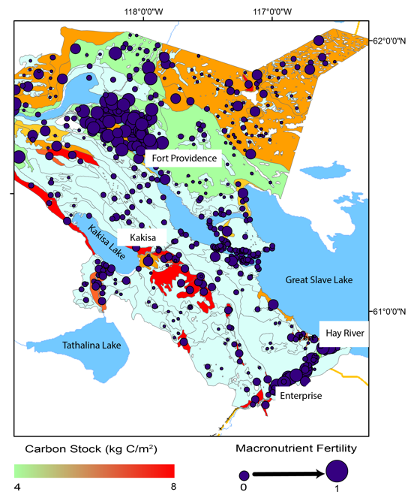 118°0'0"W
117°0'0"W
62°0'0"N
Fort Providence
Kakisa
Kakisa Lake
Great Slave Lake
61°0'0"N
Hay River
Tathalina Lake
Enterprise
Carbon Stock (kg C/m²)
4
8
Macronutrient Fertility
0
1